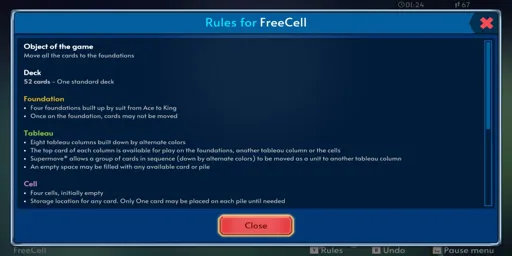 01:24 67
Rules for FreeCell
Object of the game
Move all the cards to the foundations
Deck
52 cards - One standard deck
Foundation
• Four foundations built up by suit from Ace to King
• Once on the foundation, cards may not be moved
Tableau
• Eight tableau columns built down by alternate colors
• The top card of each column is available for play on the foundations, another tableau column or the cells
• Supermove* allows a group of cards in sequence (down by alternate colors) to be moved as a unit to another tableau column
• An empty space may be filled with any available card or pile
Cell
• Four cells, initially empty
• Storage location for any card. Only One card may be placed on each pile until needed
Close
FreeCell Rules Undo Pause menu